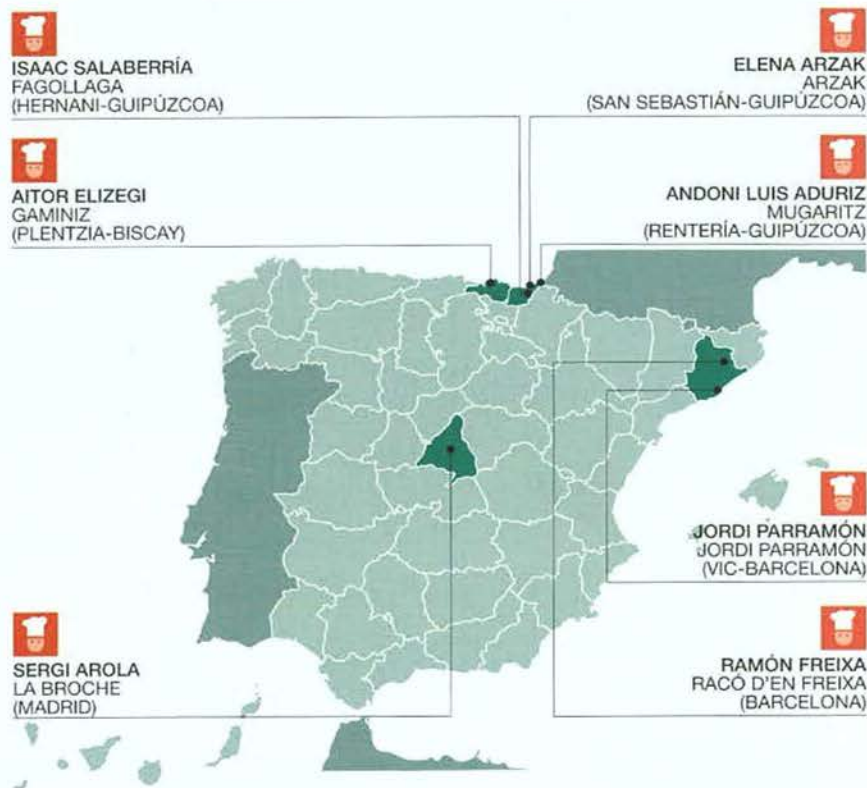 ISAAC SALABERRÍA
FAGOLLAGA
(HERNANI-GUIPÚZCOA)
ELENA ARZAK
ARZAK
(SAN SEBASTIÁN-GUIPÚZCOA)
AITOR ELIZEGI
GAMINIZ
(PLENTZIA-BISCAY)
ANDONI LUIS ADURIZ
MUGARITZ
(RENTERÍA-GUIPÚZCOA)
JORDI PARRAMÓN
JORDI PARRAMÓN
(VIC-BARCELONA)
SERGI AROLA
LA BROCHE
(MADRID)
RAMÓN FREIXA
RACÓ D'EN FREIXA
(BARCELONA)